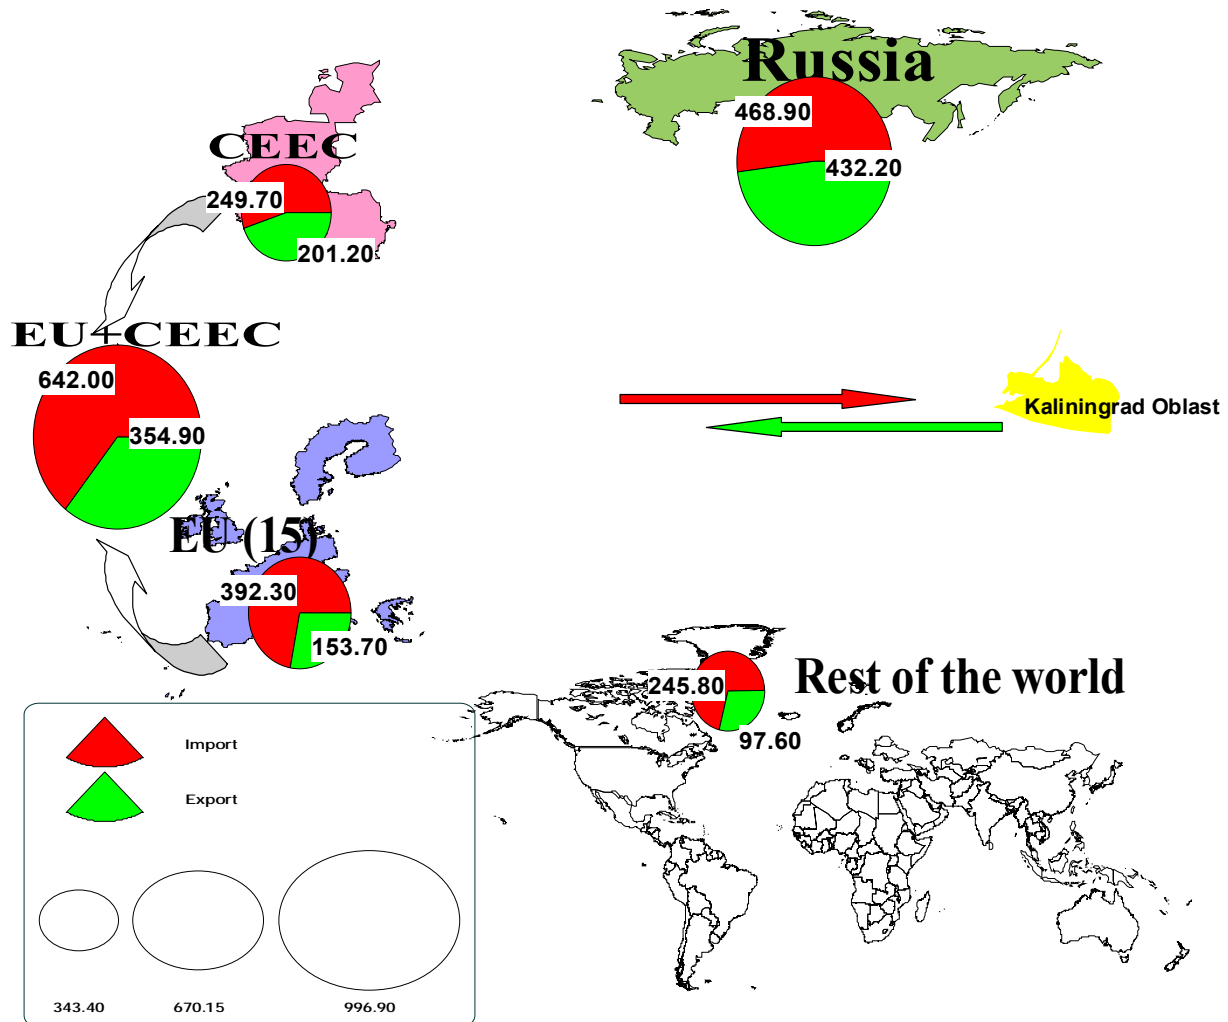 Russia
468.90
432.20
CEEC
249.70
201.20
EU+CEEC
642.00
354.90
Kaliningrad Oblast
EU (15)
392.30
153.70
Rest of the world
245.80
97.60
Import
Export
343.40 670.15 996.90